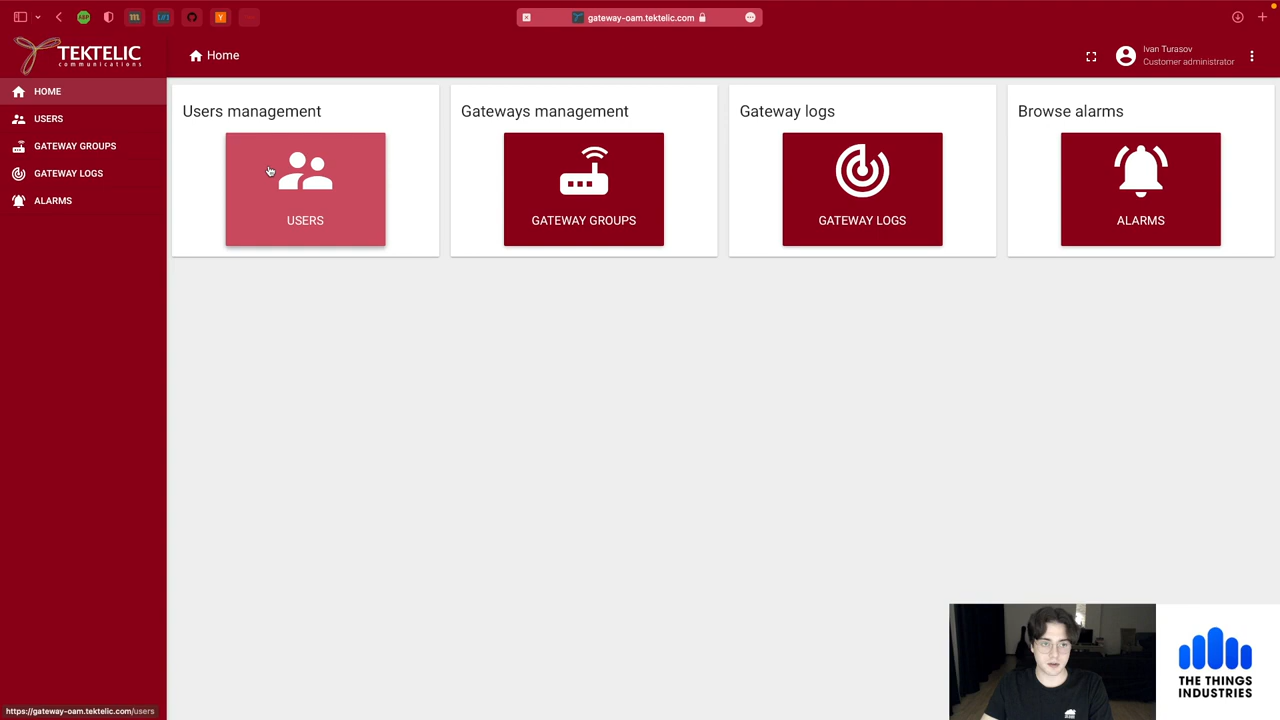 gateway-oam.tektelic.com
TEKTELIC
communications
Home
Ivan Turasov
Customer administrator
HOME
USERS
GATEWAY GROUPS
GATEWAY LOGS
ALARMS
Users management
USERS
Gateways management
GATEWAY GROUPS
Gateway logs
GATEWAY LOGS
Browse alarms
ALARMS
THE THINGS
INDUSTRIES
https://gateway-oam.tektelic.com/users